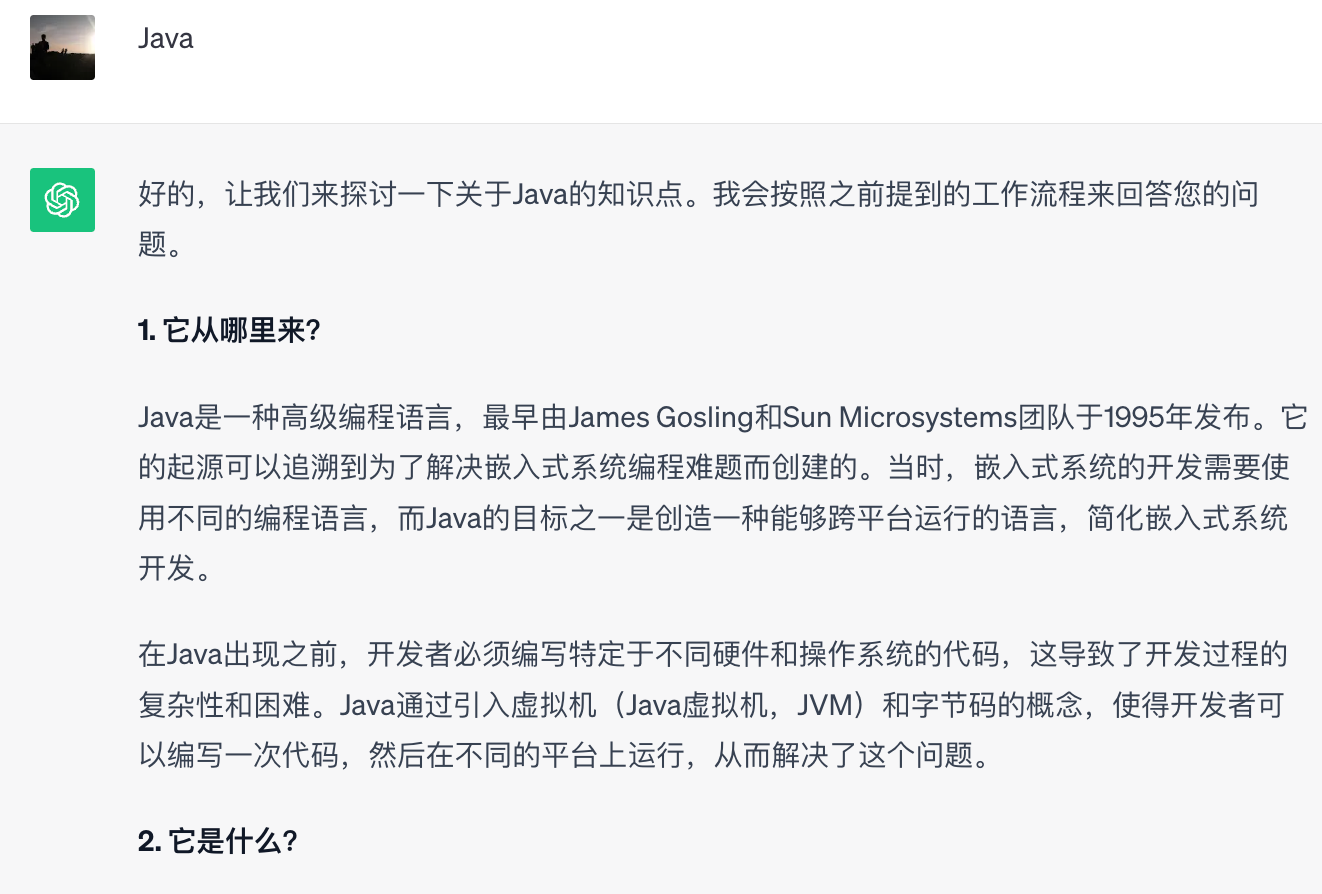 Java
好的，让我们来探讨一下关于Java的知识点。我会按照之前提到的工作流程来回答您的问
题。
1. 它从哪里来?
Java是一种高级编程语言，最早由James Gosling和Sun Microsystems团队于1995年发布。它
的起源可以追溯到为了解决嵌入式系统编程难题而创建的。当时，嵌入式系统的开发需要使
用不同的编程语言，而Java的目标之一是创造一种能够跨平台运行的语言，简化嵌入式系统
开发。
在Java出现之前，开发者必须编写特定于不同硬件和操作系统的代码，这导致了开发过程的
复杂性和困难。Java通过引入虚拟机（Java虚拟机，JVM）和字节码的概念，使得开发者可
以编写一次代码，然后在不同的平台上运行，从而解决了这个问题。
2. 它是什么?